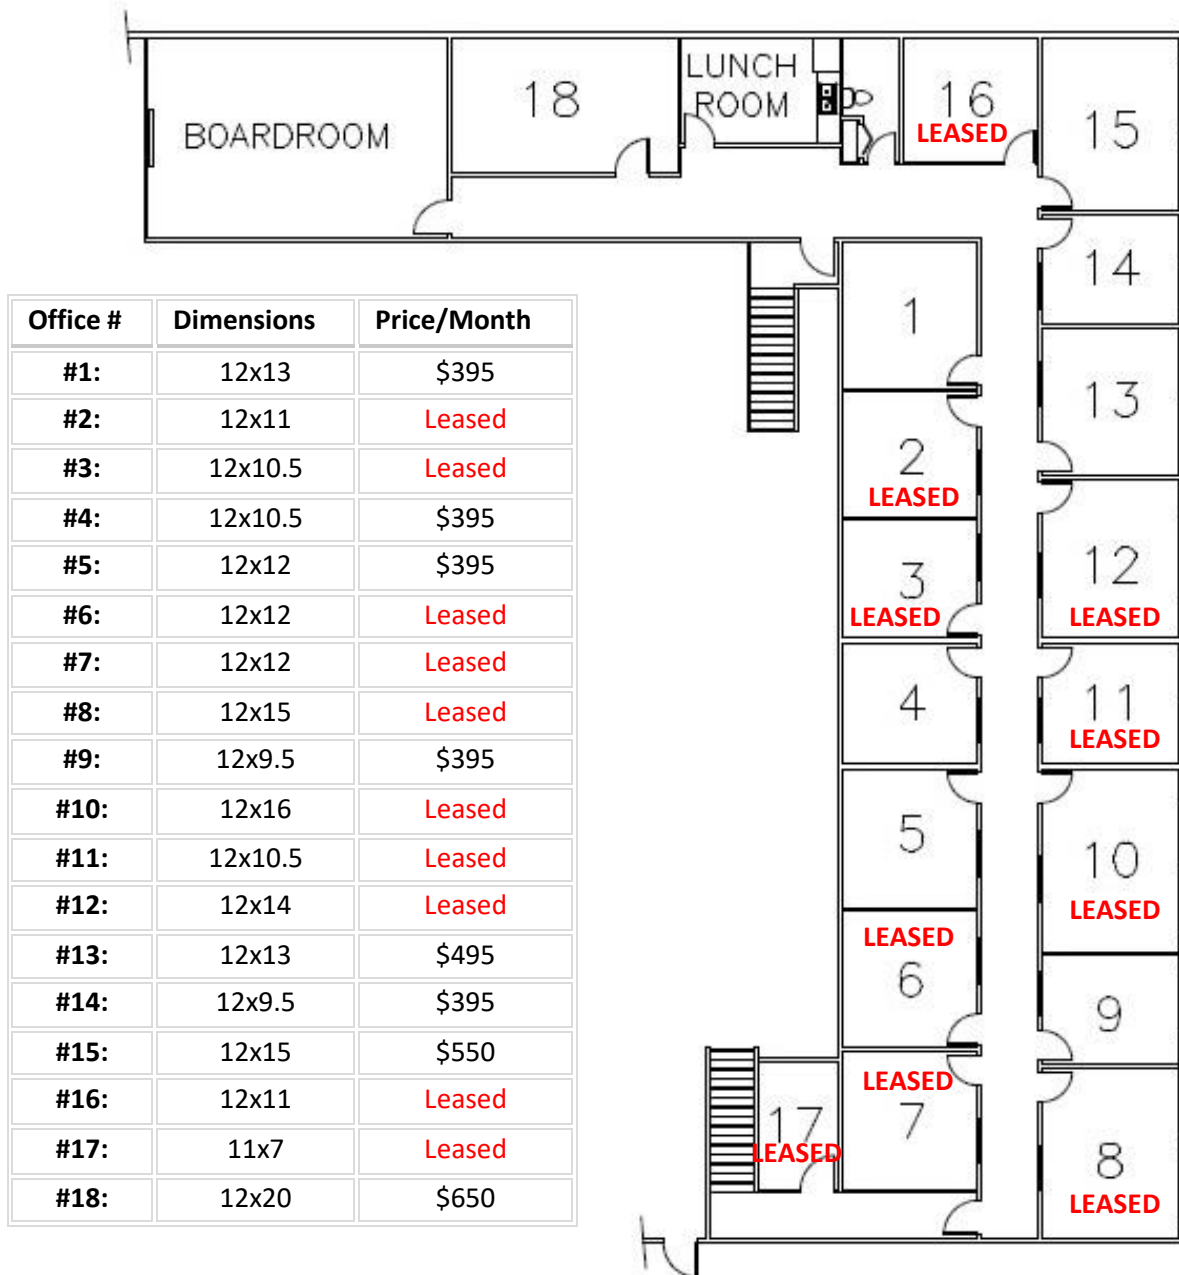 BOARDROOM
18
LUNCH
ROOM
16
LEASED
15
14
1
13
2
LEASED
3
LEASED
12
LEASED
4
11
LEASED
5
10
LEASED
LEASED
6
9
LEASED
7
17
LEASED
8
LEASED
Office # Dimensions Price/Month
#1: 12x13 $395
#2: 12x11 Leased
#3: 12x10.5 Leased
#4: 12x10.5 $395
#5: 12x12 $395
#6: 12x12 Leased
#7: 12x12 Leased
#8: 12x15 Leased
#9: 12x9.5 $395
#10: 12x16 Leased
#11: 12x10.5 Leased
#12: 12x14 Leased
#13: 12x13 $495
#14: 12x9.5 $395
#15: 12x15 $550
#16: 12x11 Leased
#17: 11x7 Leased
#18: 12x20 $650